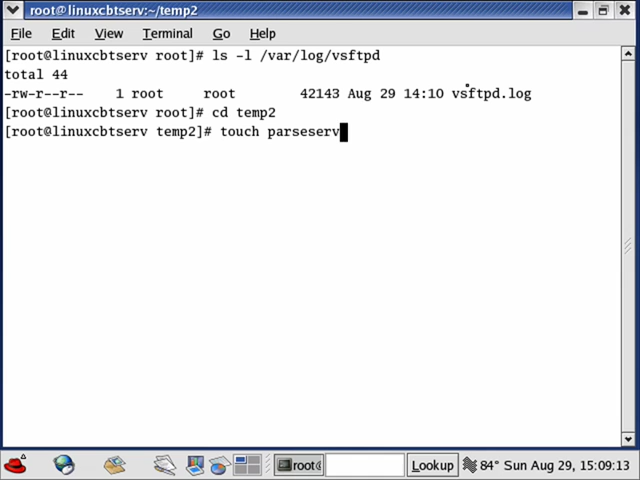 root@linuxcbtserv:~/temp2
File Edit View Terminal Go Help
[root@linuxcbtserv root]# ls -l /var/log/vsftpd
total 44
-rw-r--r-- 1 root root 42143 Aug 29 14:10 vsftpd.log
[root@linuxcbtserv root]# cd temp2
[root@linuxcbtserv temp2]# touch parseserv
root@ Lookup 84° Sun Aug 29, 15:09:13